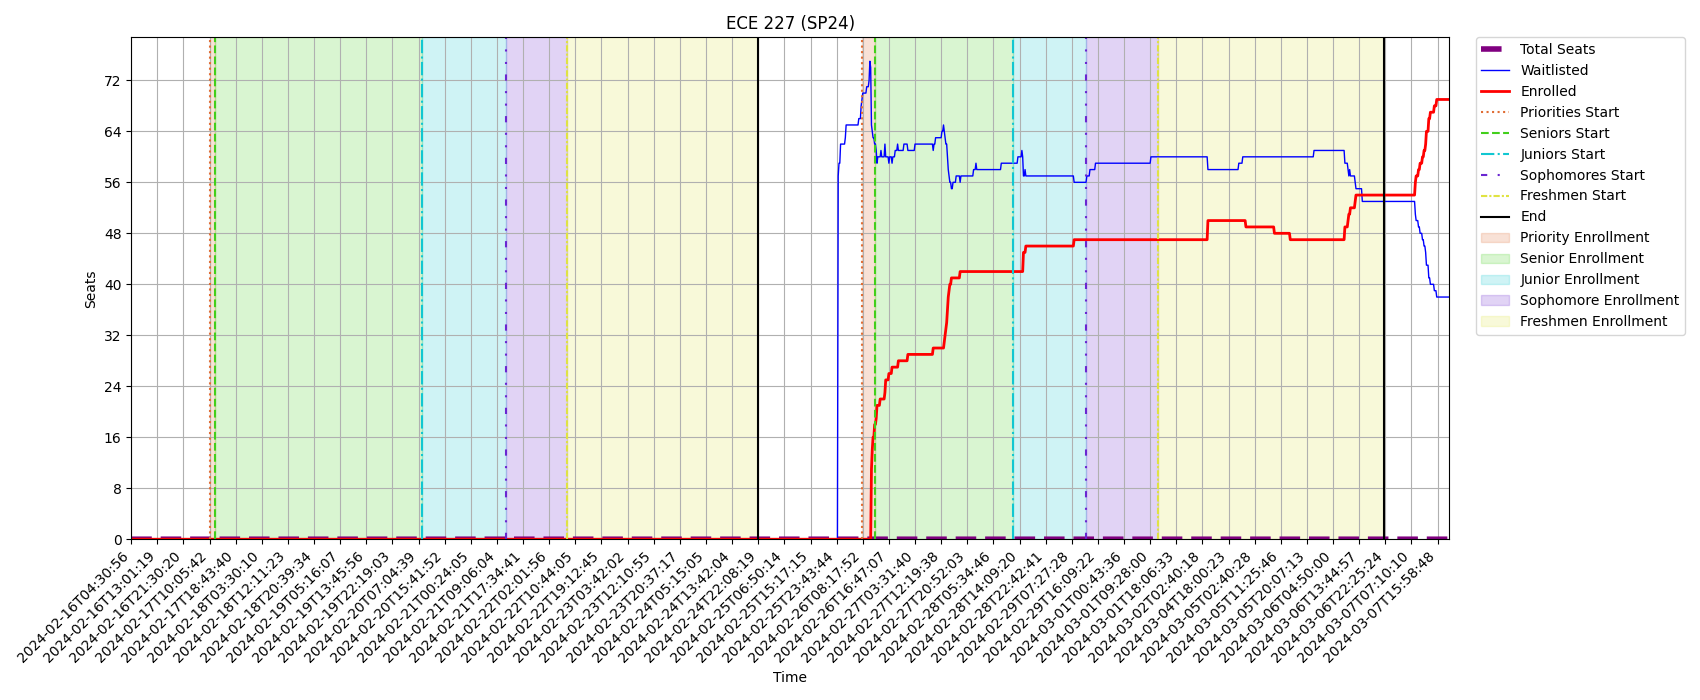 ECE 227 (SP24)
Total Seats
Waitlisted
Enrolled
Priorities Start
Seniors Start
Juniors Start
Sophomores Start
Freshmen Start
End
Priority Enrollment
Senior Enrollment
Junior Enrollment
Sophomore Enrollment
Freshmen Enrollment
Seats
72
64
56
48
40
32
24
16
8
0
2024-02-16T04:30:56
2024-02-16T13:01:19
2024-02-16T21:30:20
2024-02-17T10:05:42
2024-02-17T18:43:40
2024-02-18T03:30:10
2024-02-18T12:11:23
2024-02-18T20:39:34
2024-02-19T05:16:07
2024-02-19T13:45:56
2024-02-19T22:19:03
2024-02-20T07:04:39
2024-02-20T15:41:52
2024-02-21T00:24:05
2024-02-21T09:06:04
2024-02-21T17:34:41
2024-02-22T02:01:56
2024-02-22T10:44:05
2024-02-22T19:12:45
2024-02-23T03:42:02
2024-02-23T12:10:55
2024-02-23T20:37:17
2024-02-24T05:15:05
2024-02-24T13:42:04
2024-02-24T22:08:19
2024-02-25T06:50:14
2024-02-25T15:17:15
2024-02-25T23:43:44
2024-02-26T08:17:52
2024-02-26T16:47:07
2024-02-27T03:31:40
2024-02-27T12:19:38
2024-02-27T20:52:03
2024-02-28T05:34:46
2024-02-28T14:09:20
2024-02-28T22:42:41
2024-02-29T07:27:28
2024-02-29T16:09:22
2024-03-01T00:43:36
2024-03-01T09:28:00
2024-03-01T18:06:33
2024-03-02T02:40:18
2024-03-04T18:00:23
2024-03-05T02:40:28
2024-03-05T11:25:46
2024-03-05T20:07:13
2024-03-06T04:50:00
2024-03-06T13:44:57
2024-03-06T22:25:24
2024-03-07T07:10:16
2024-03-07T15:58:48
Time